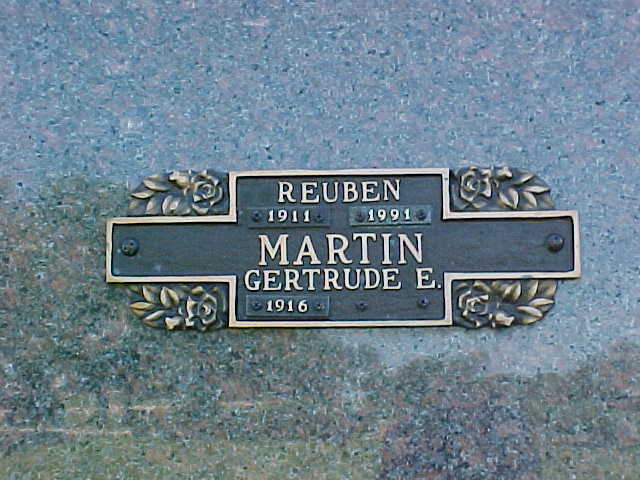 REUBEN
1911 1991
MARTIN
GERTRUDE E.
1916